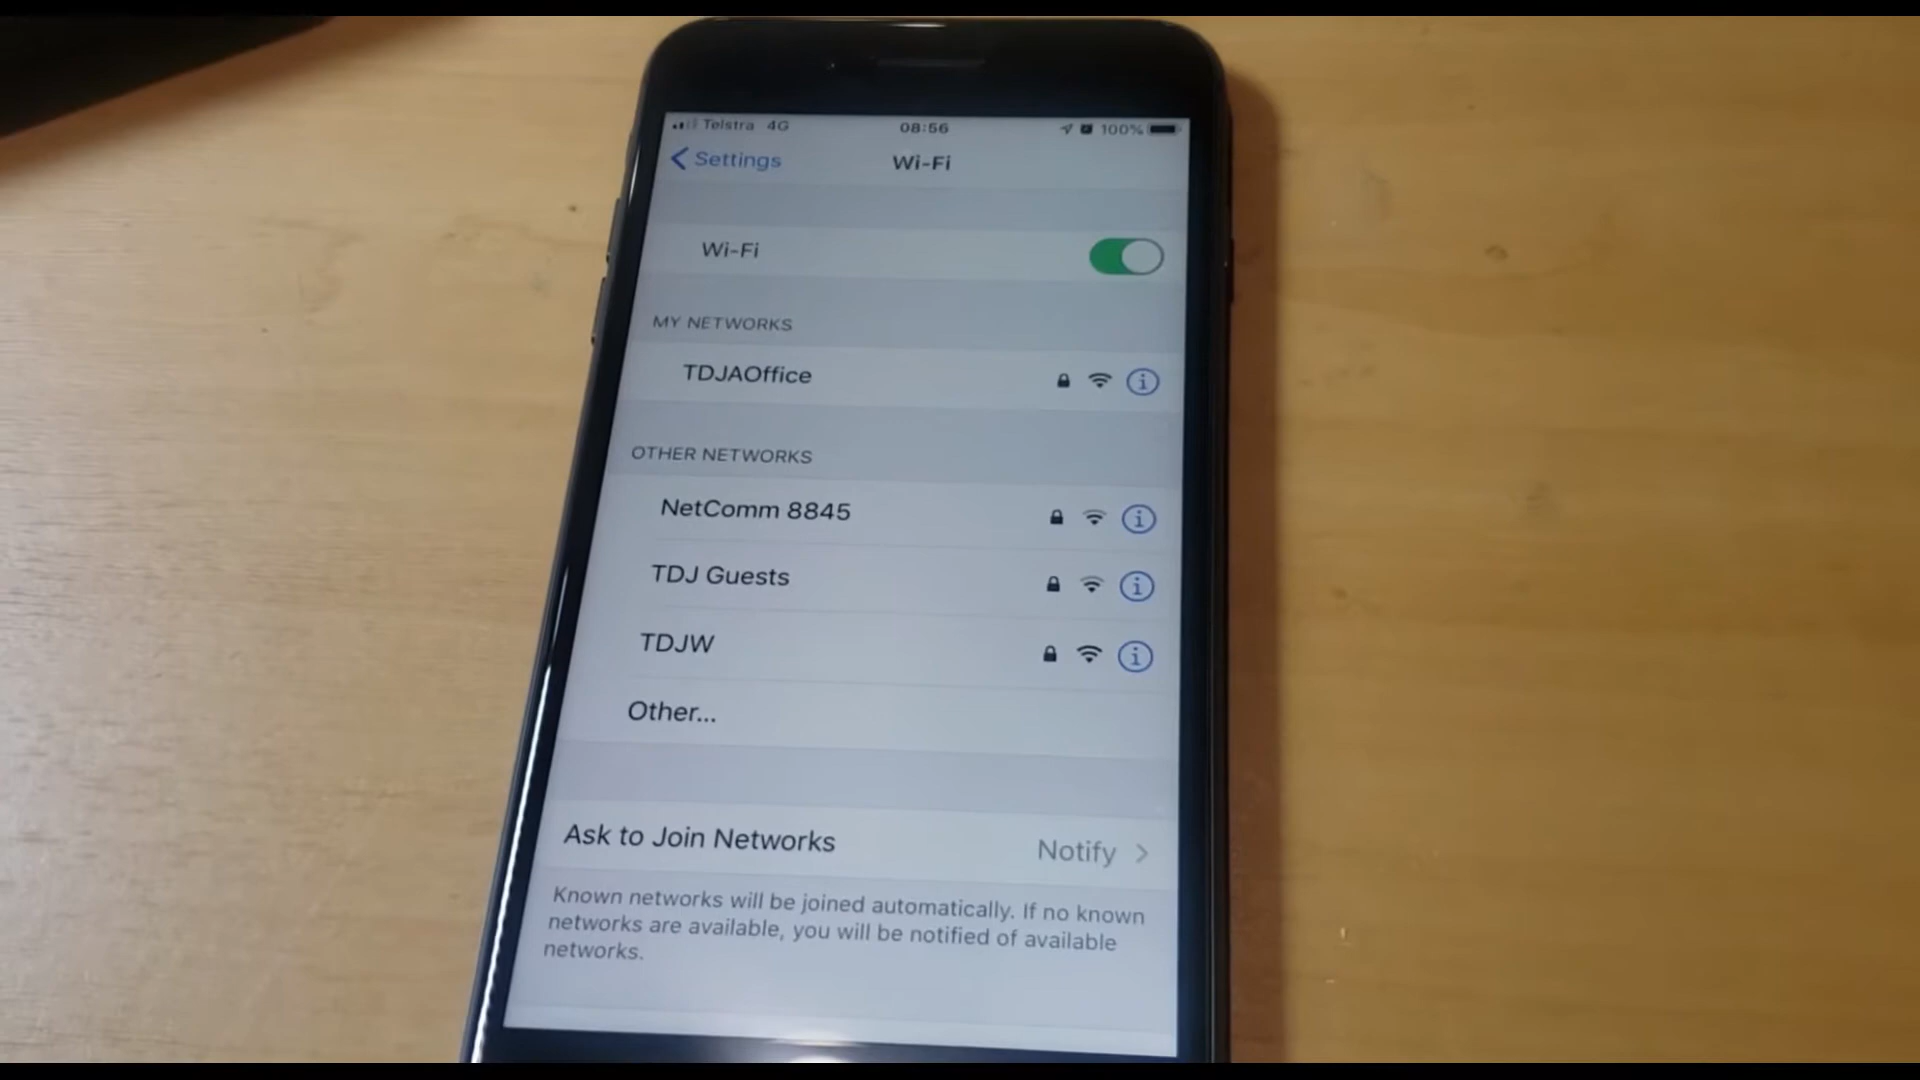 Telstra 4G 08:56 100%
Settings Wi-Fi
Wi-Fi
MY NETWORKS
TDJAOffice
OTHER NETWORKS
NetComm 8845
TDJ Guests
TDJW
Other...
Ask to Join Networks Notify
Known networks will be joined automatically. If no known
networks are available, you will be notified of available
networks.